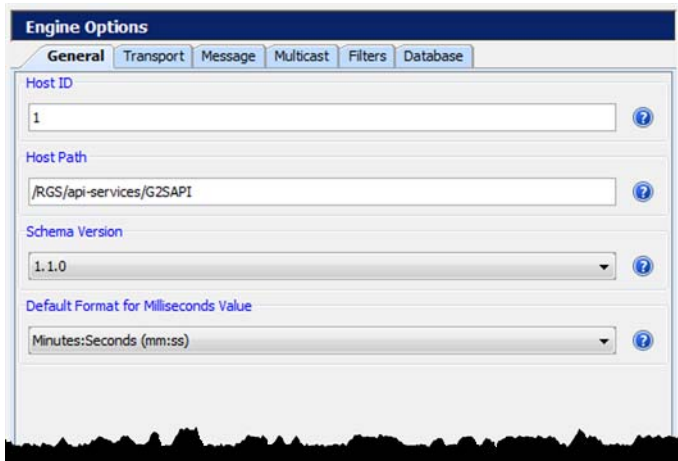 Engine Options
General Transport Message Multicast Filters Database
Host ID
1
Host Path
/RGS/api-services/G2SAPI
Schema Version
1.1.0
Default Format for Milliseconds Value
Minutes:Seconds (mm:ss)